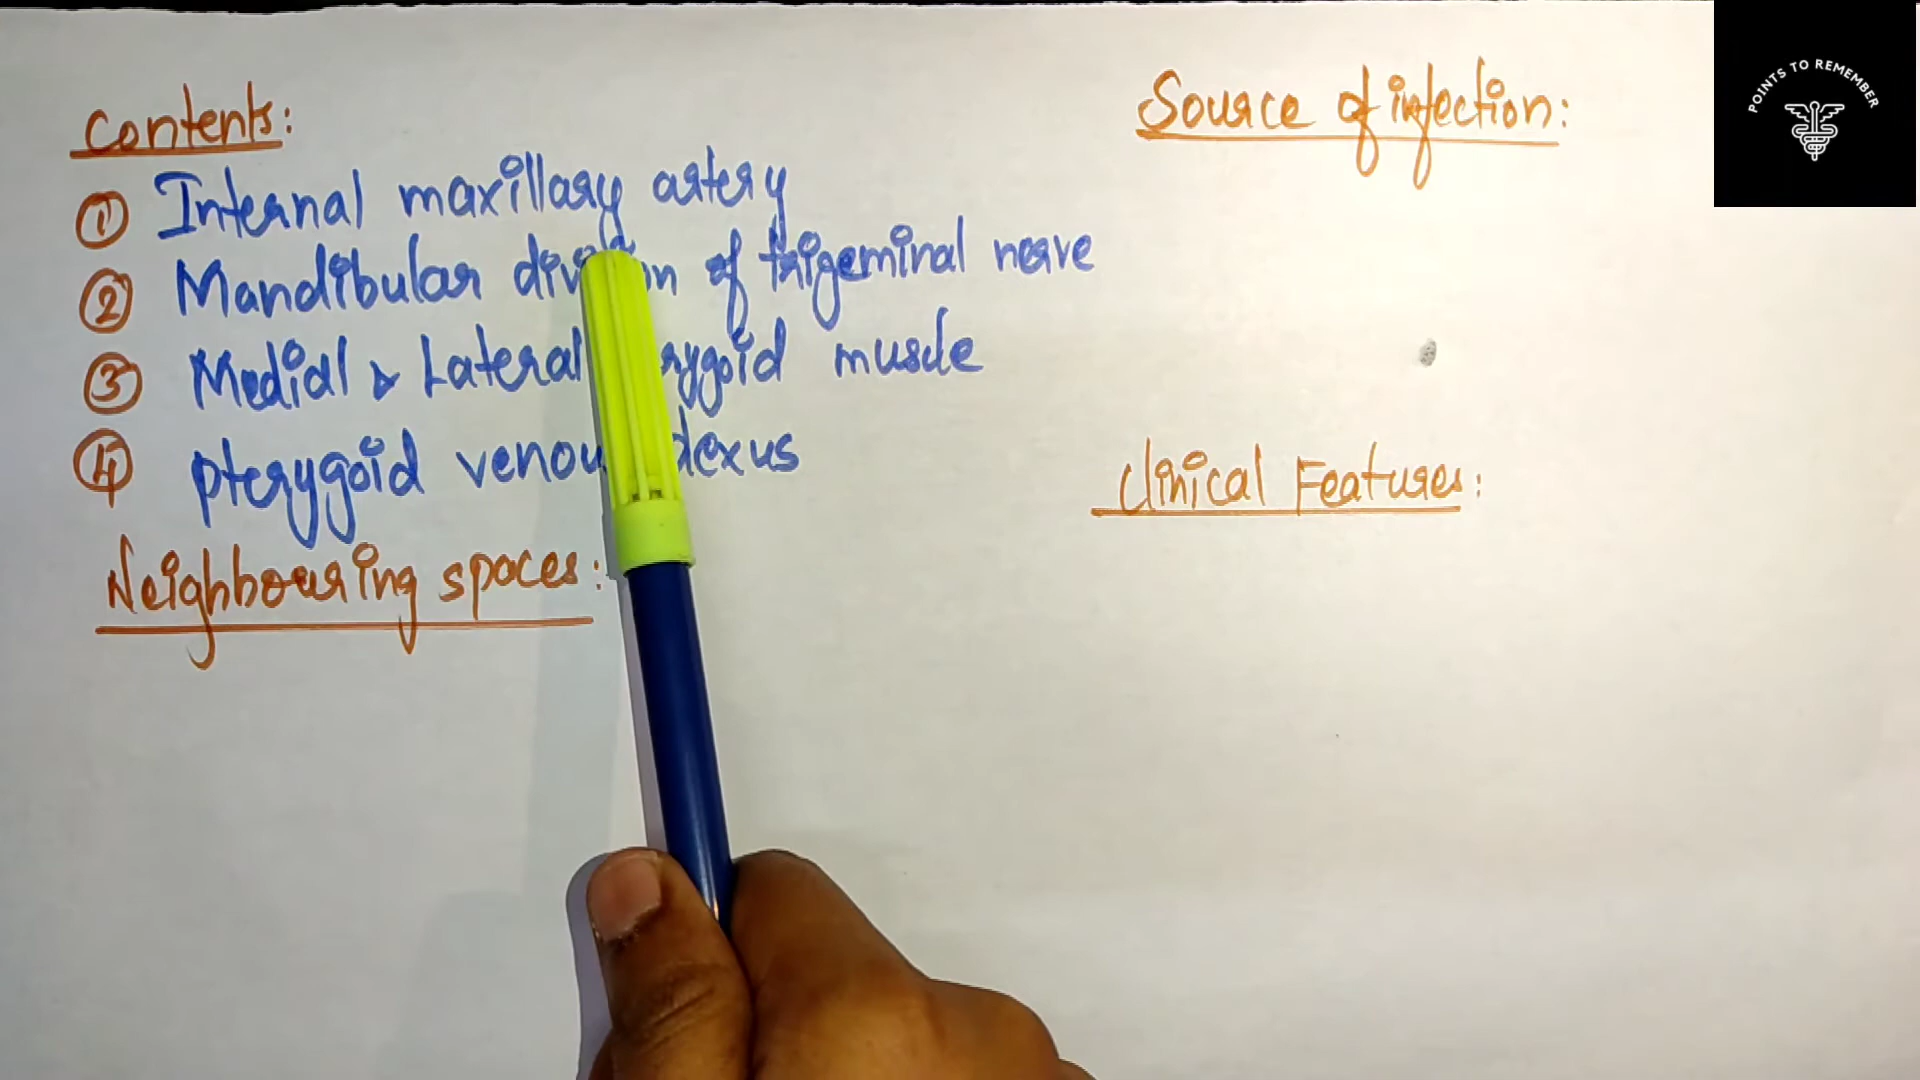 Contents:
① Internal maxillary artery
② Mandibular of trigeminal nerve
③ Medial & Lateral muscle
④ pterygoid
Neighbouring spaces:
Source of infection:
Clinical Features:
POINTS TO REMEMBER